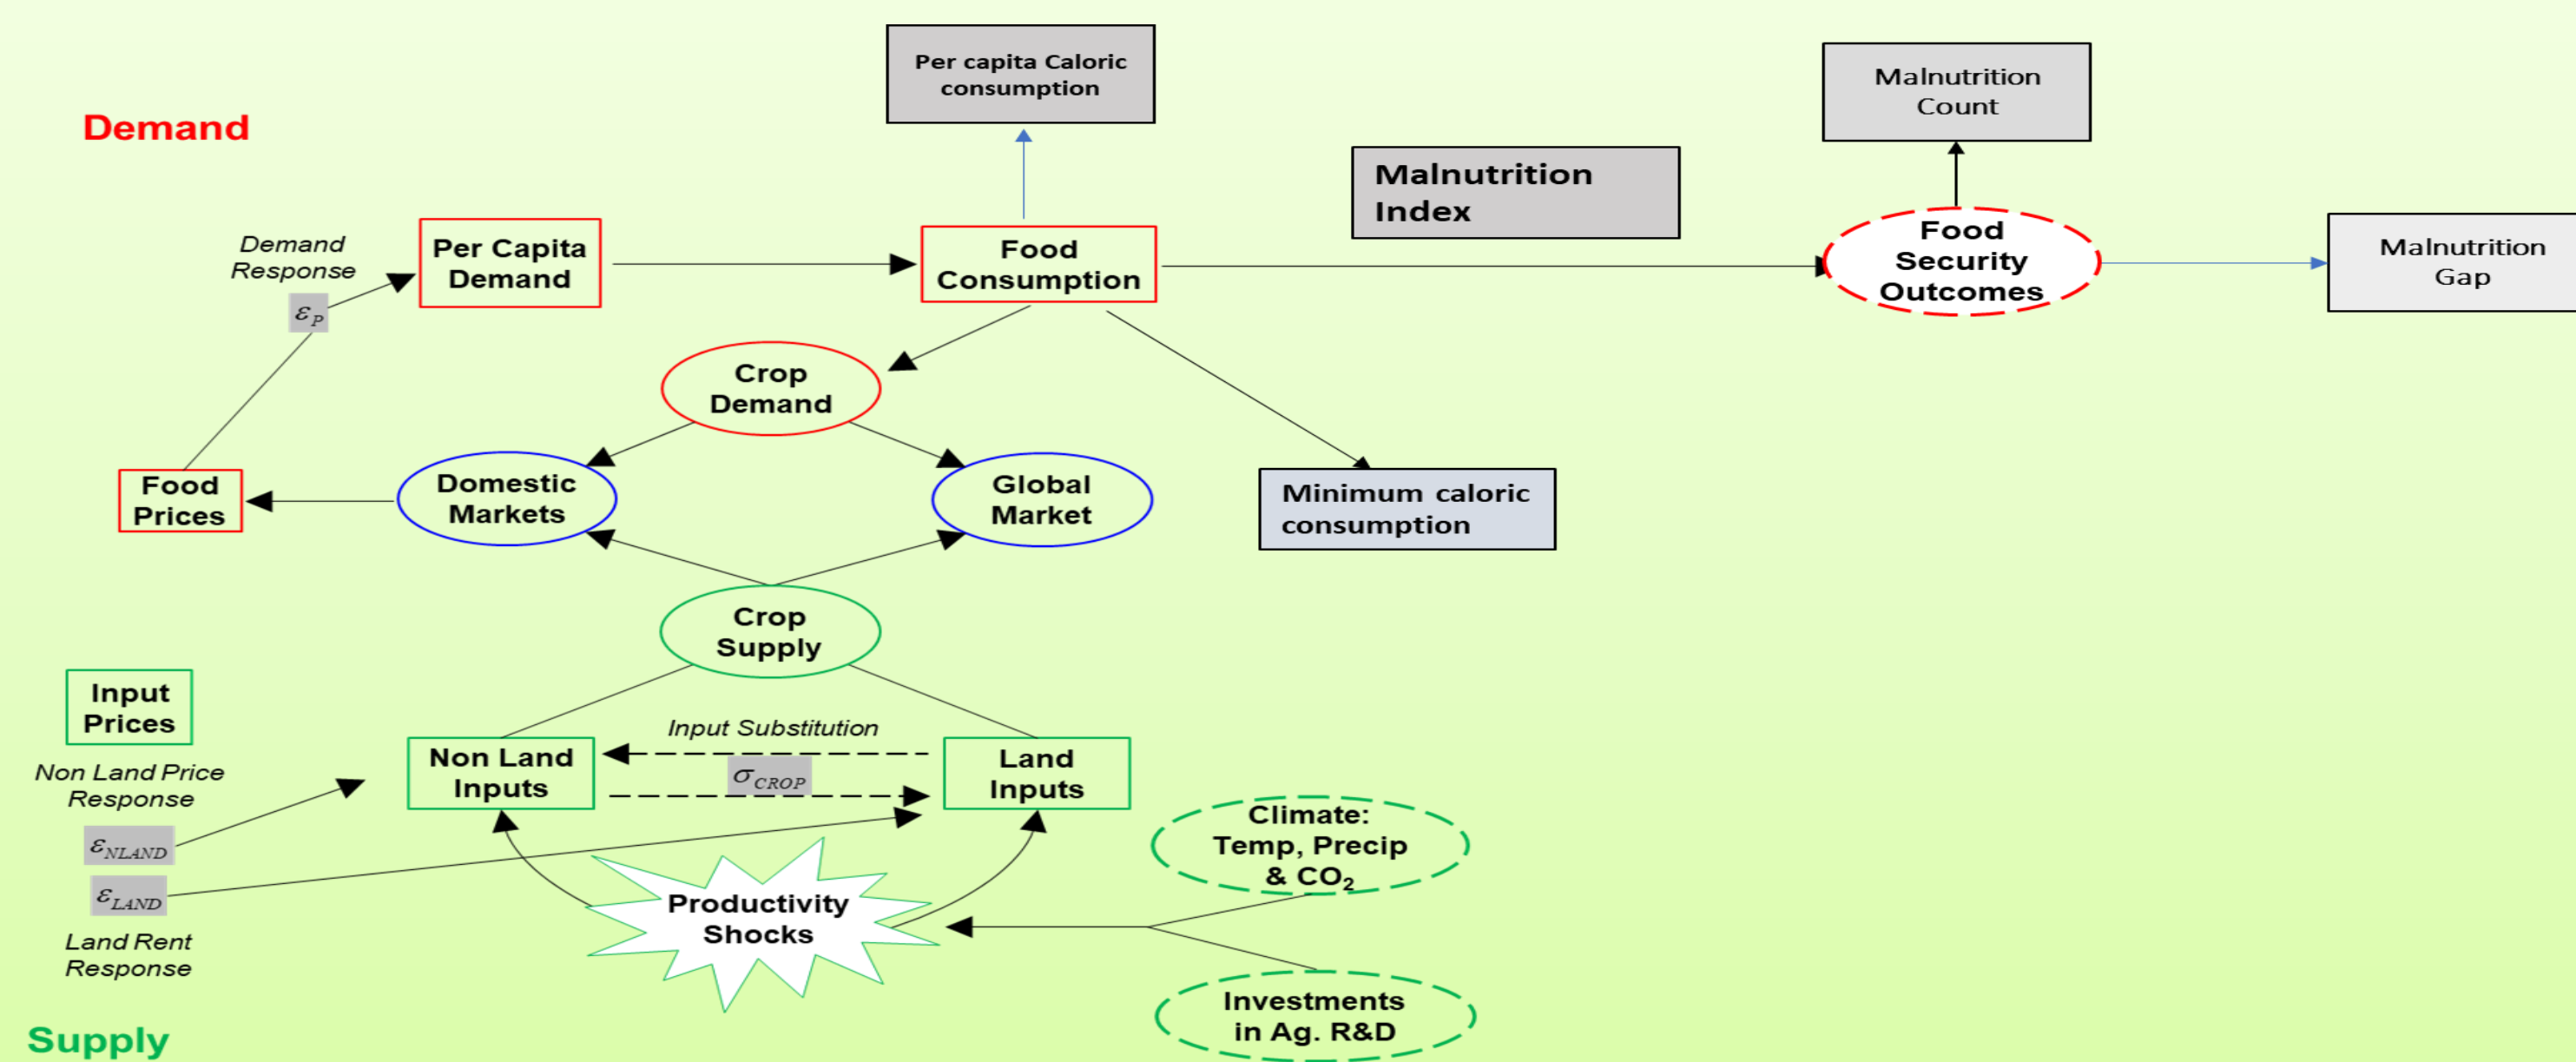 Per capita Caloric
consumption
Malnutrition
Count
Demand
Malnutrition
Index
Demand
Response
Per Capita
Demand
Food
Consumption
Food
Security
Outcomes
Malnutrition
Gap
εP
Crop
Demand
Food
Prices
Domestic
Markets
Global
Market
Minimum caloric
consumption
Crop
Supply
Input
Prices
Input Substitution
Non Land Price
Response
Non Land
Inputs
σCROP
Land
Inputs
εNLAND
Climate:
Temp, Precip
& CO₂
εLAND
Productivity
Shocks
Land Rent
Response
Investments
in Ag. R&D
Supply